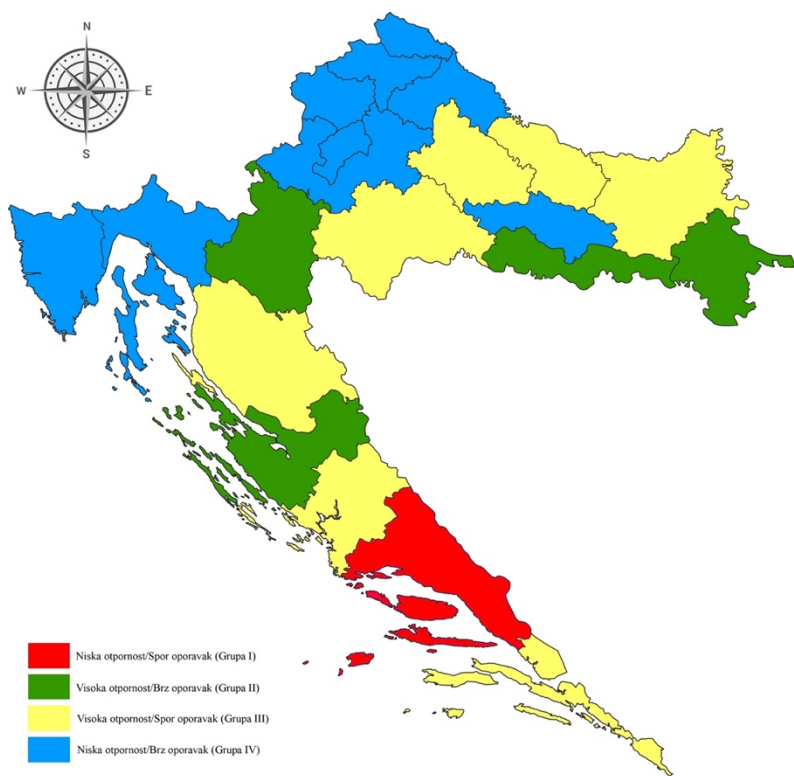 N
W
E
S
Niska otpornost/Spor oporavak (Grupa I)
Visoka otpornost/Brz oporavak (Grupa II)
Visoka otpornost/Spor oporavak (Grupa III)
Niska otpornost/Brz oporavak (Grupa IV)